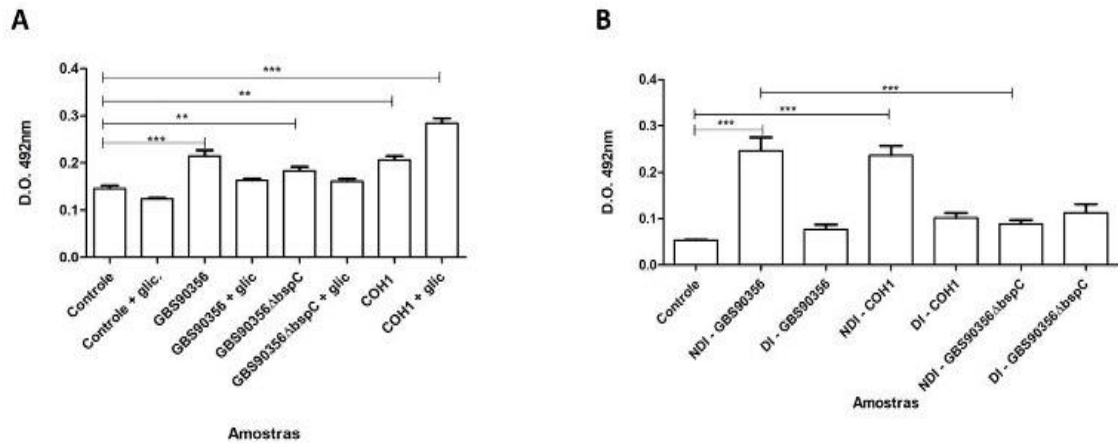 A
0.4
0.3
0.2
0.1
0.0
D.O. 492nm
***
**
**
***
Controle
Controle + glic.
GBS90356
GBS90356 + glic
GBS90356ΔbspC
GBS90356ΔbspC + glic
COH1
COH1 + glic
Amostras
B
0.4
0.3
0.2
0.1
0.0
D.O. 492nm
***
***
***
Controle
NDI - GBS90356
DI - GBS90356
NDI - COH1
DI - COH1
NDI - GBS90356ΔbspC
DI - GBS90356ΔbspC
Amostras